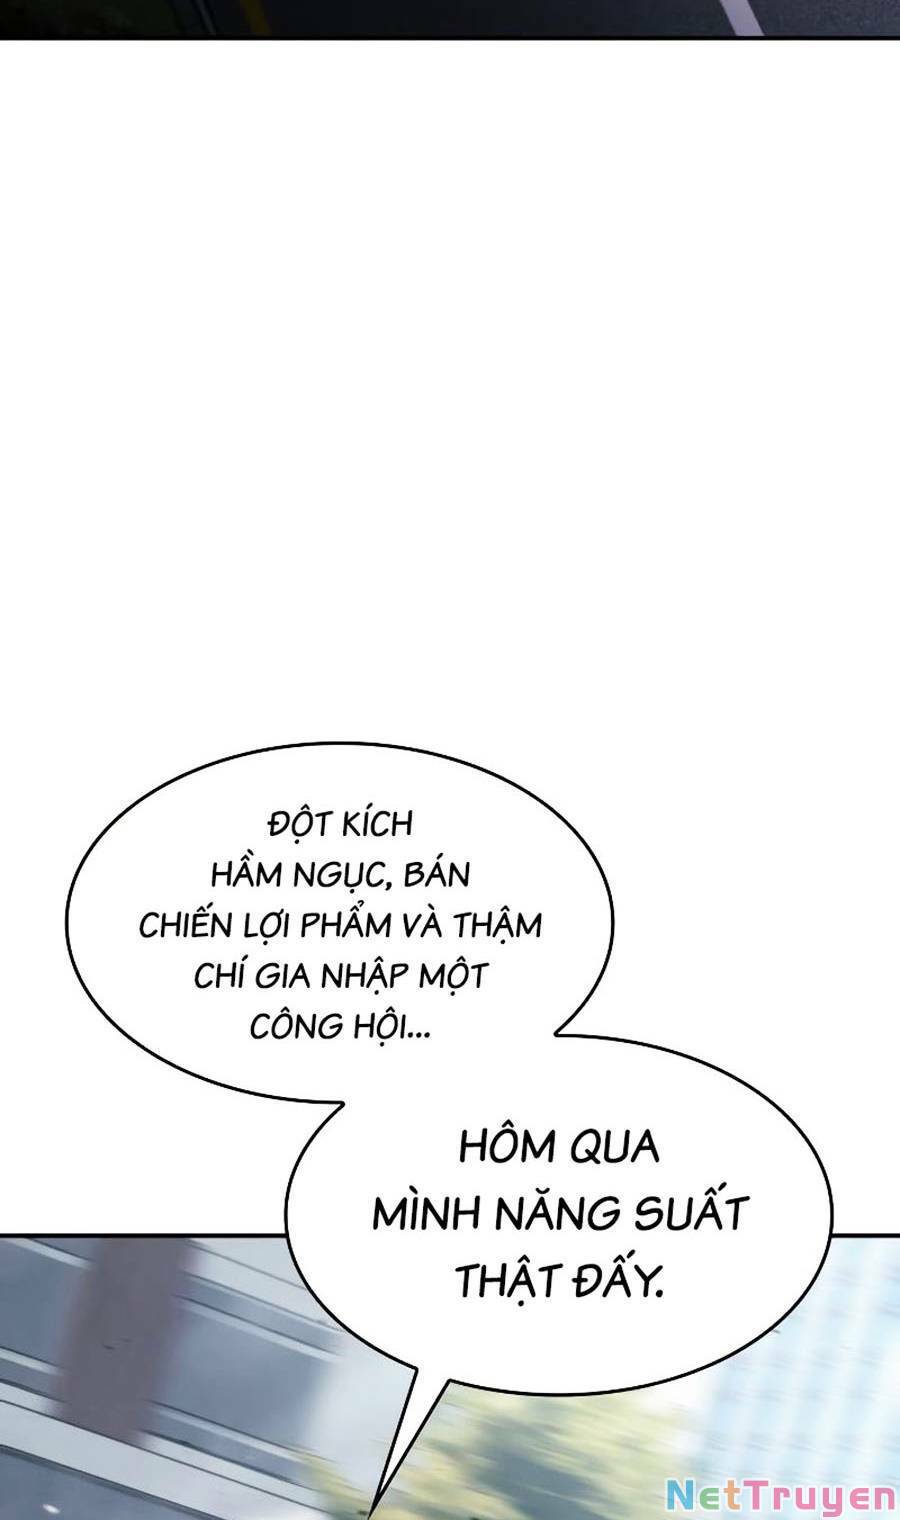 ĐỘT KÍCH
HẦM NGỤC, BÁN
CHIẾN LỢI PHẨM VÀ THẬM
CHÍ GIA NHẬP MỘT
CÔNG HỘI...
HÔM QUA
MÌNH NĂNG SUẤT
THẬT ĐẤY.
NetTruyen